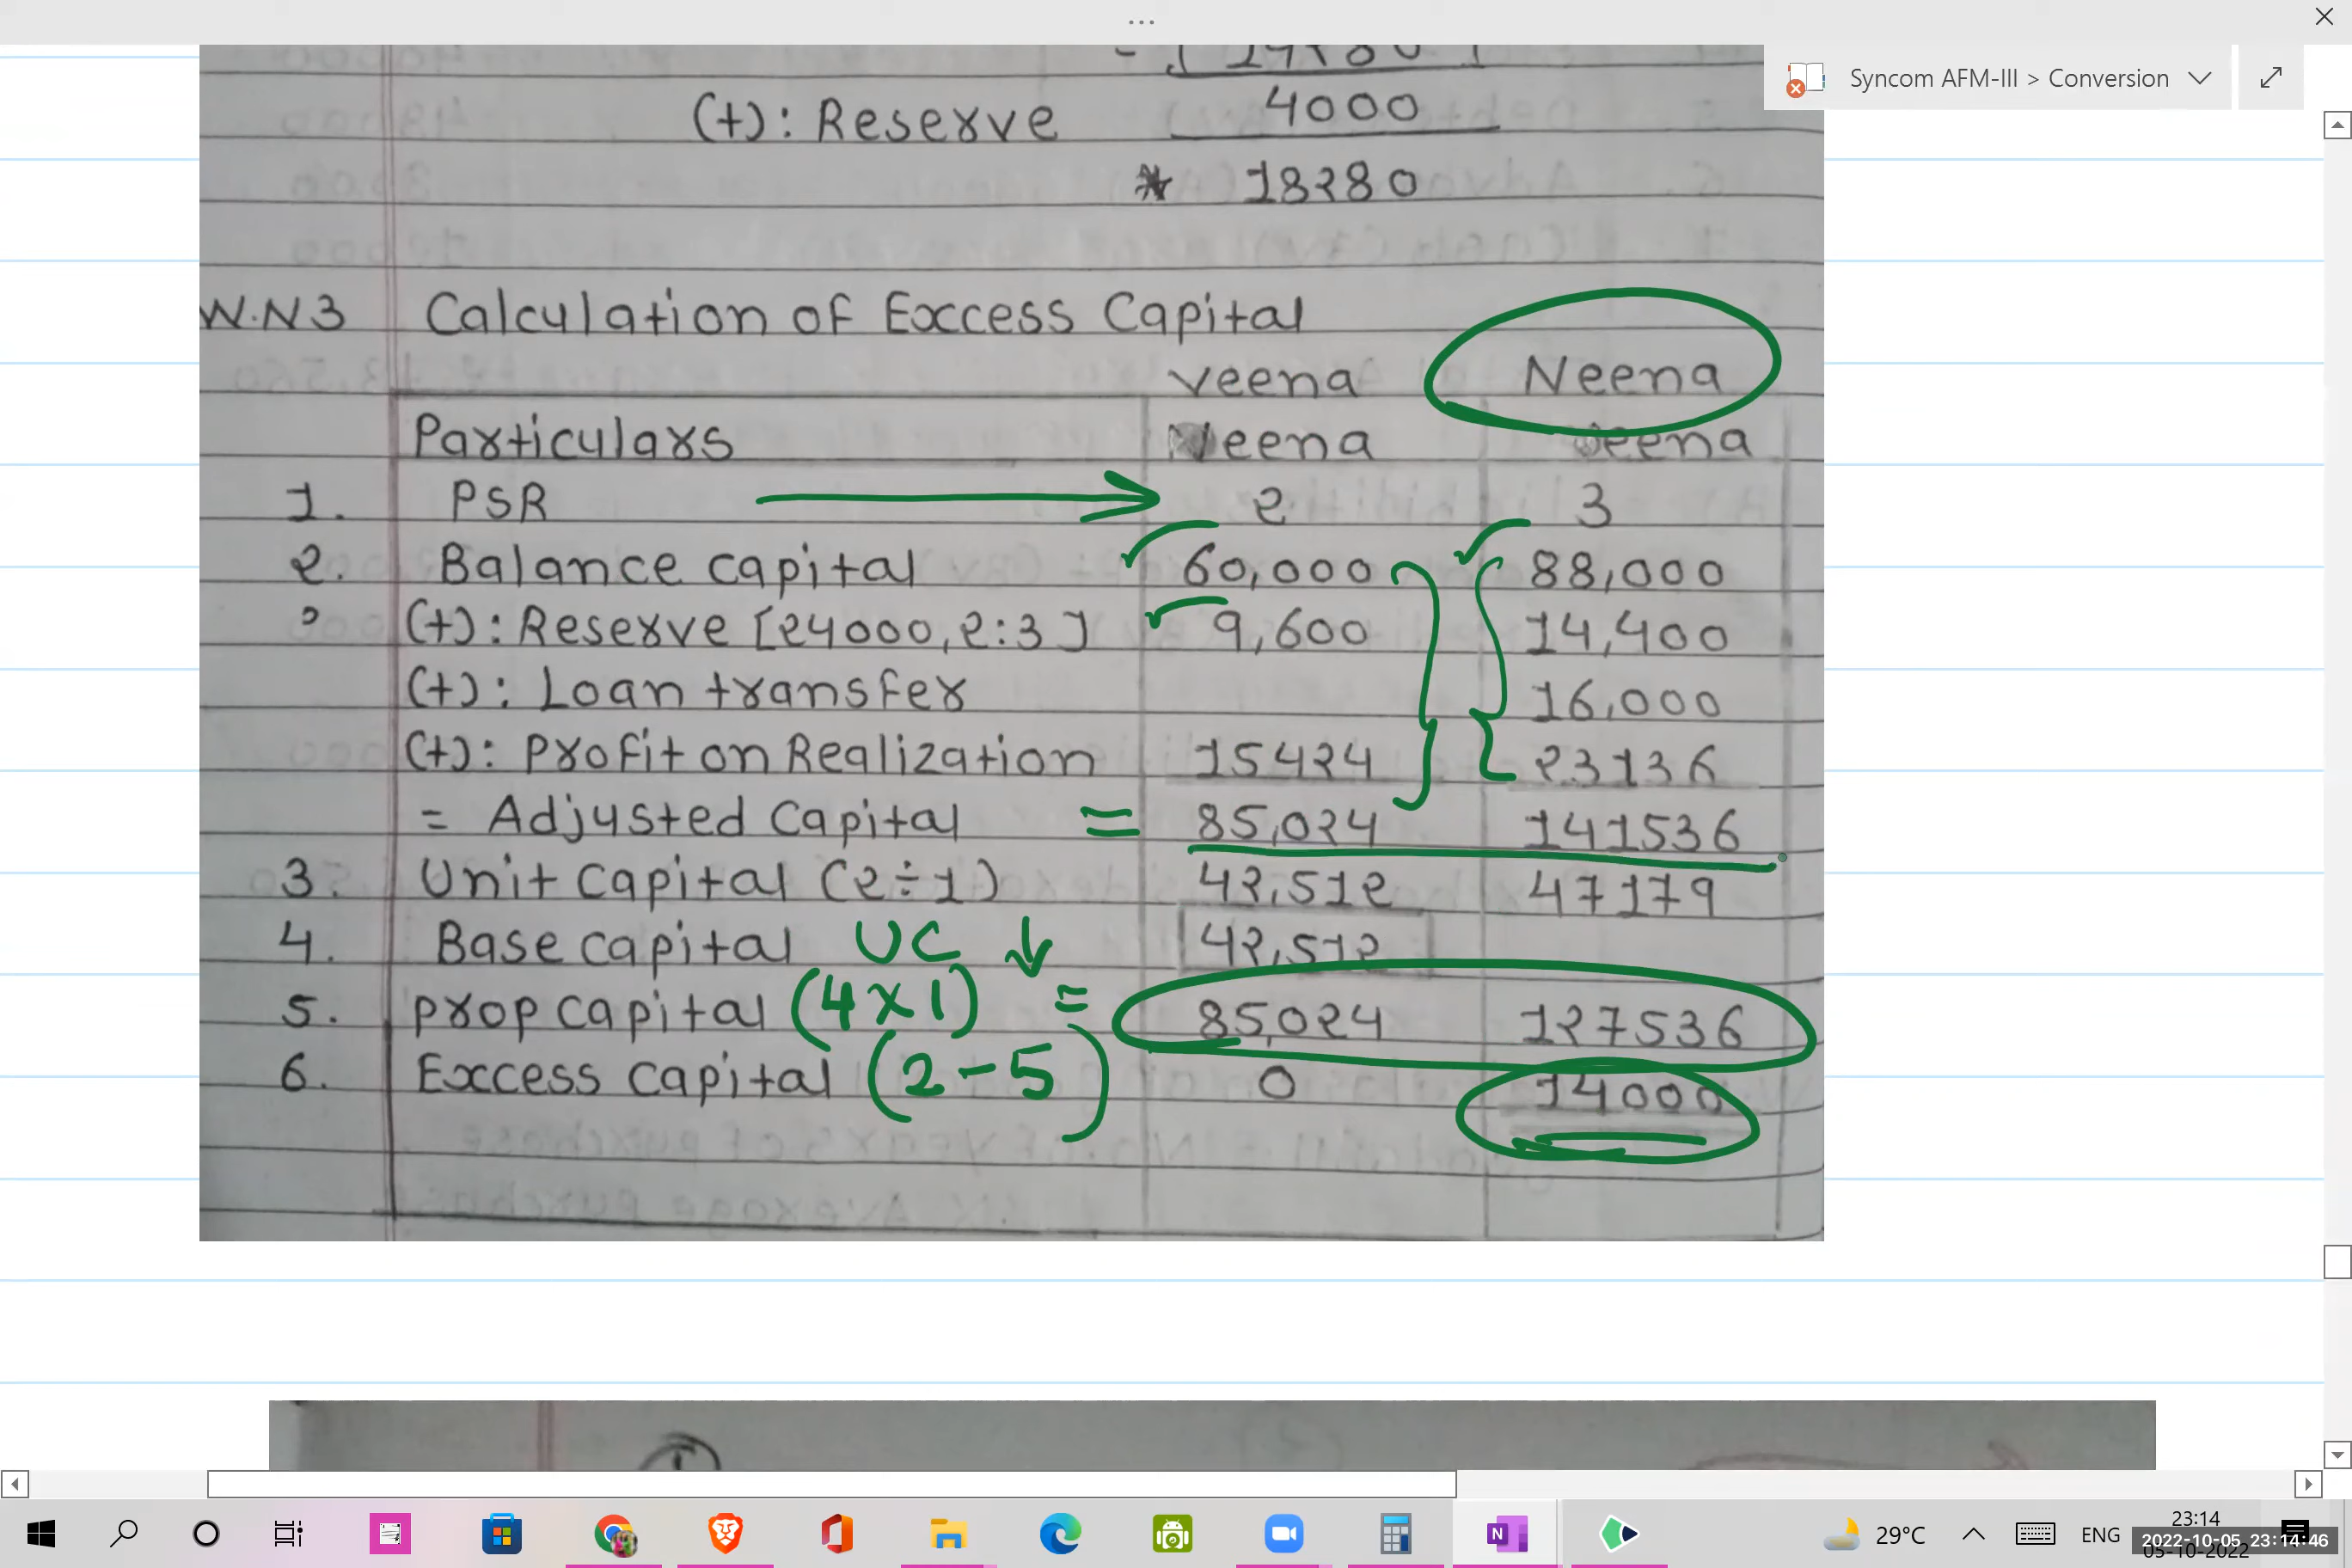 ...
Syncom AFM-III > Conversion
(+): Reserve 4000
* 18280
W.N3 Calculation of Excess Capital
Veena Neena
Particulars Neena Veena
1. PSR 2 3
2. Balance capital 60,000 88,000
(+): Reserve [24000, 2:3] 9,600 14,400
(+): Loan transfer 16,000
(+): Profit on Realization 15424 23136
= Adjusted Capital = 85,024 141536
3. Unit capital (2÷1) 42,512 47179
4. Base capital UC ↓ 42,512
5. prop capital (4×1) = 85,024 127536
6. Excess capital (2-5) 0 14000
29°C
ENG
23:14
2022-10-05, 23:14:46
05-10-2022